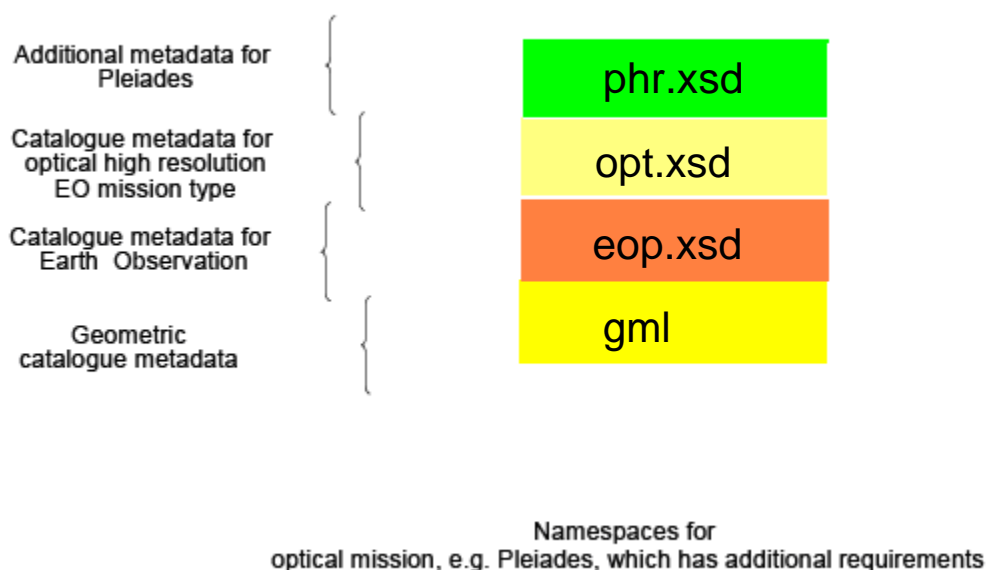 Additional metadata for
Pleiades
phr.xsd
Catalogue metadata for
optical high resolution
EO mission type
opt.xsd
Catalogue metadata for
Earth Observation
eop.xsd
Geometric
catalogue metadata
gml
Namespaces for
optical mission, e.g. Pleiades, which has additional requirements